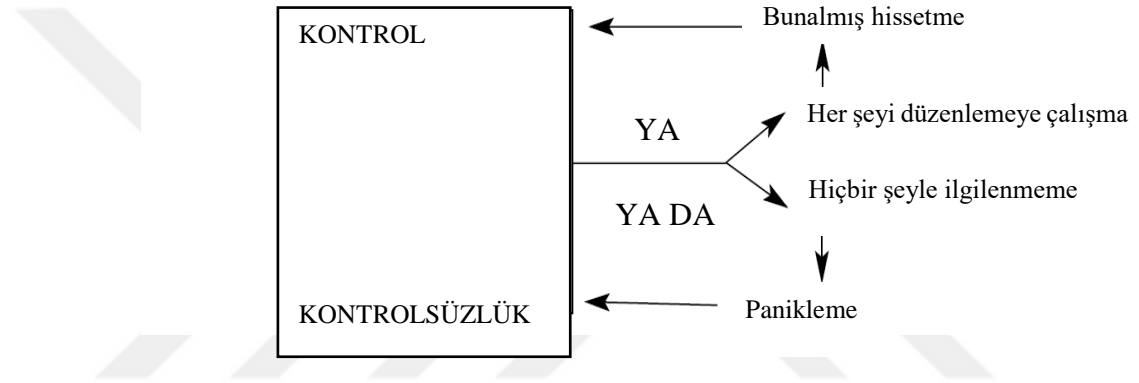 Bunalmış hissetme
KONTROL
Her şeyi düzenlemeye çalışma
YA
Hiçbir şeyle ilgilenmeme
YA DA
Panikleme
KONTROLSÜZLÜK